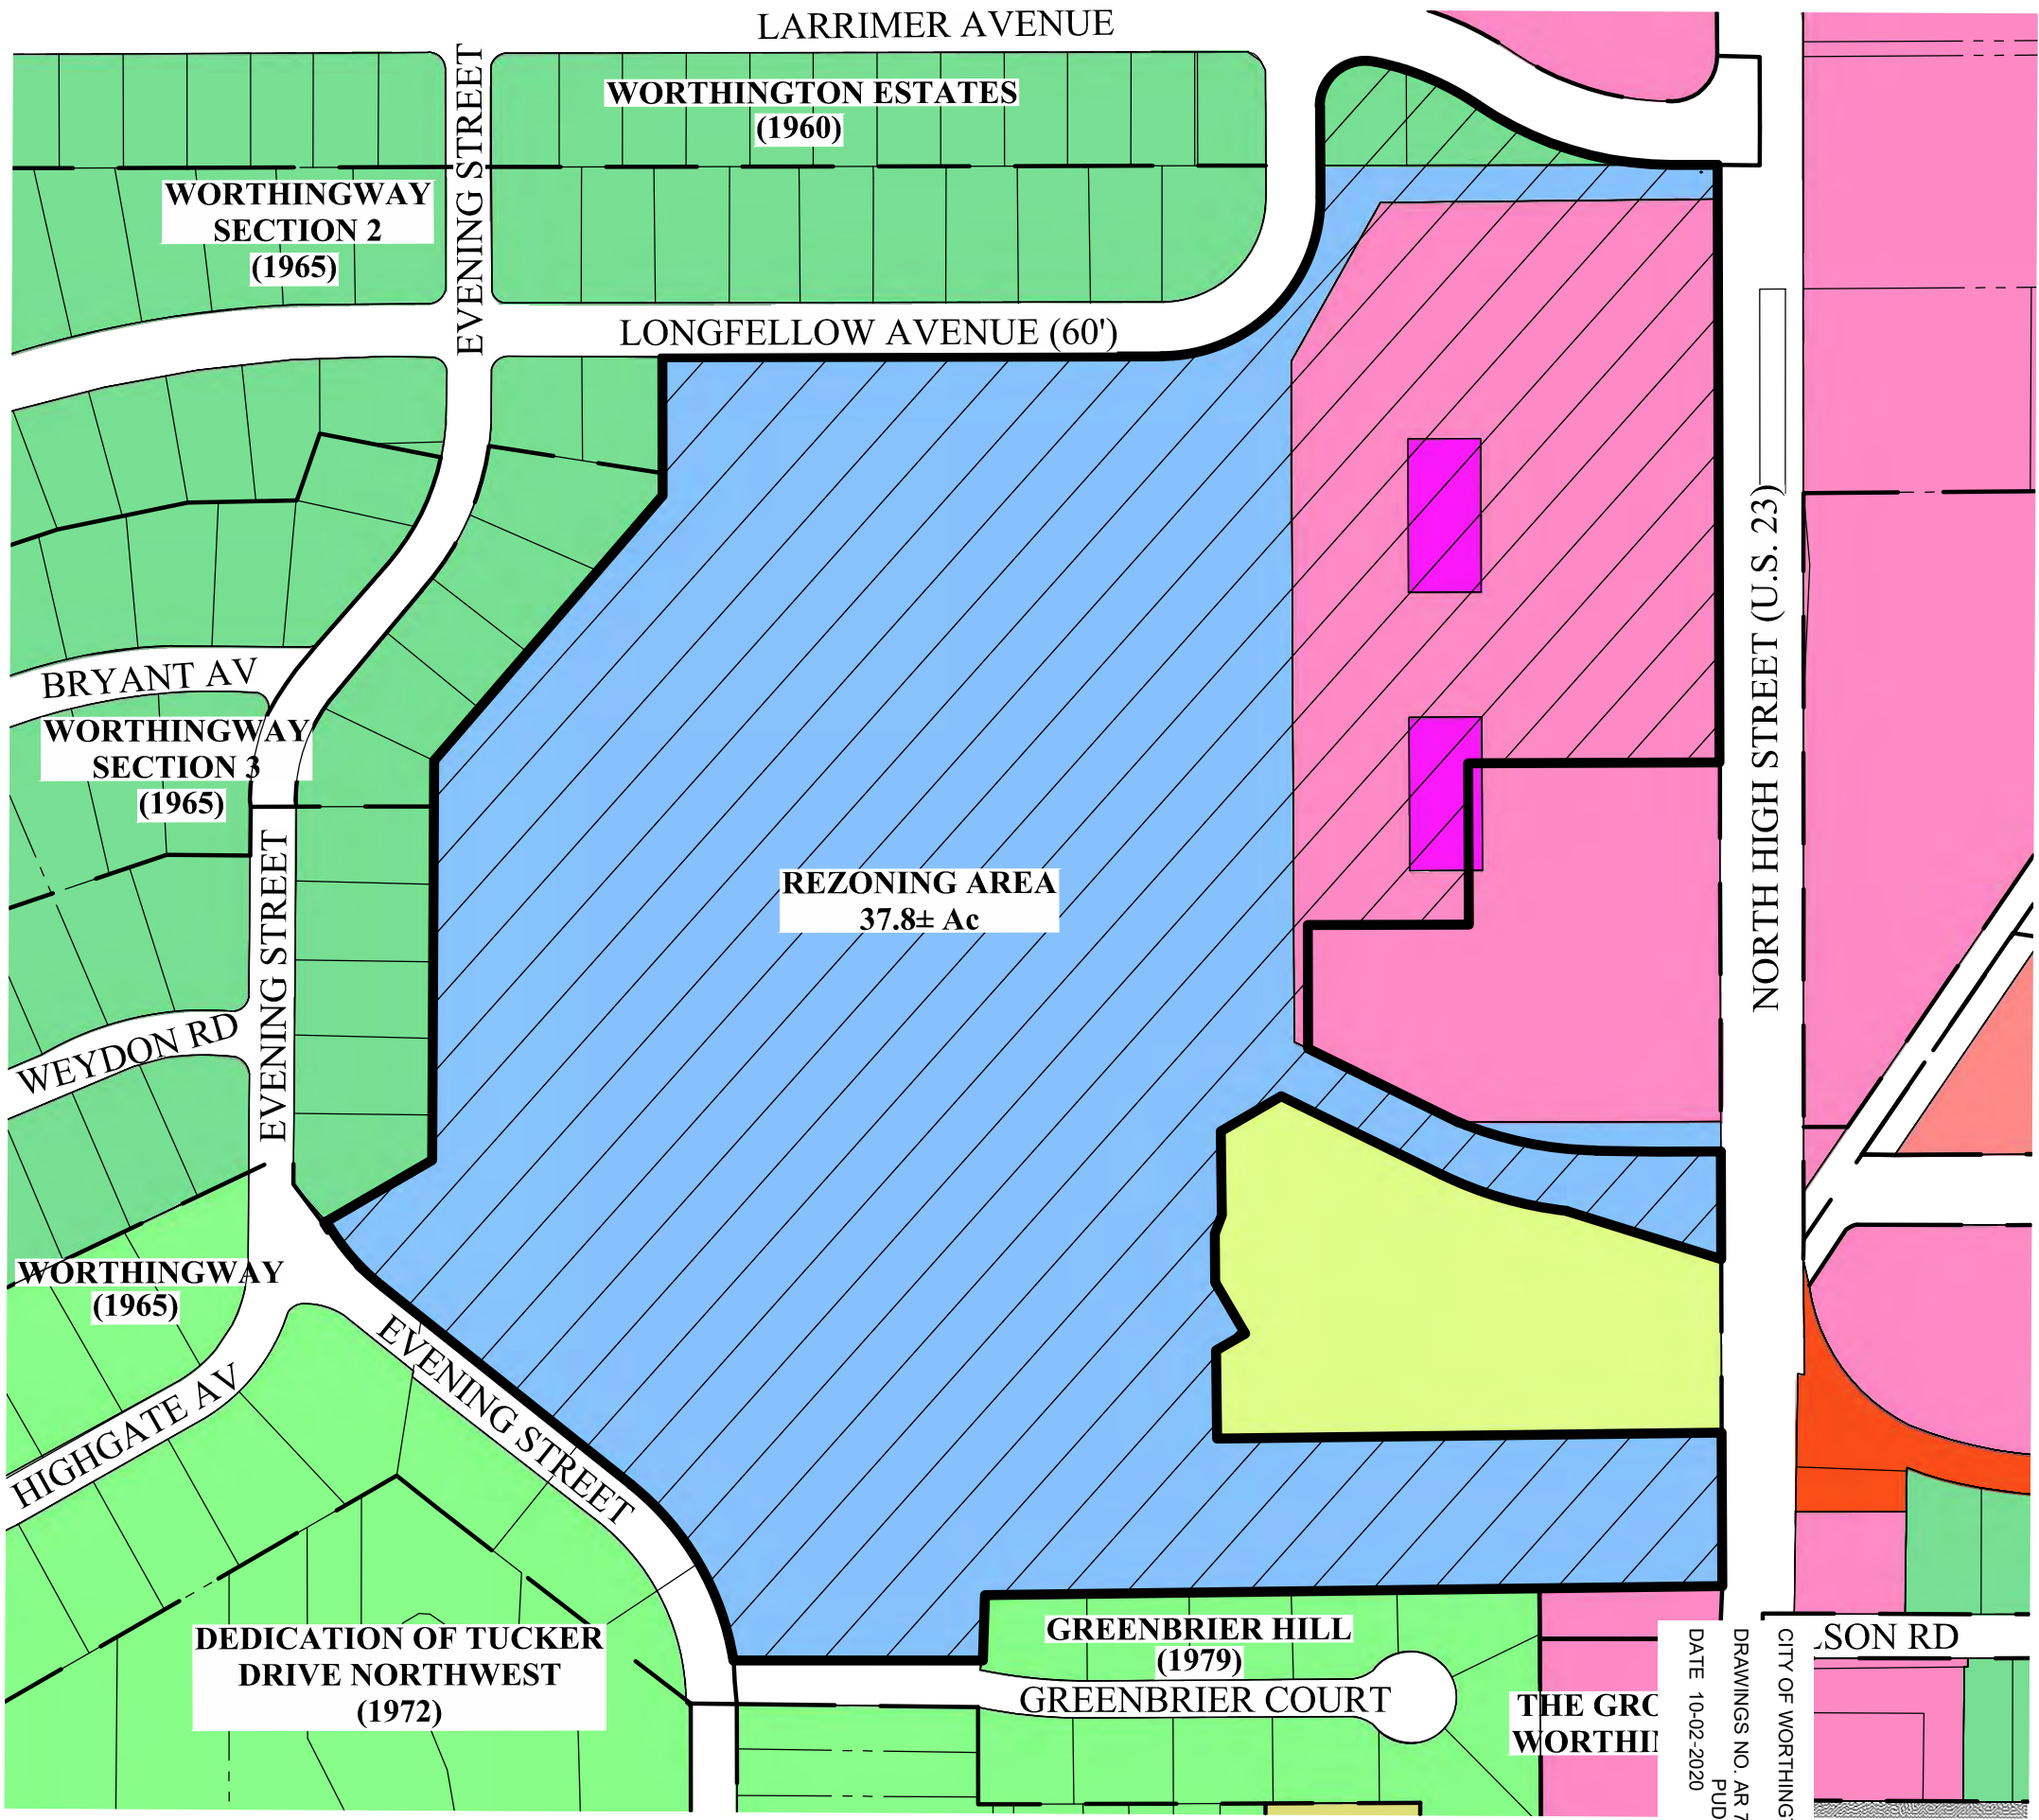 LARRIMER AVENUE
WORTHINGTON ESTATES
(1960)
EVENING STREET
WORTHINGWAY
SECTION 2
(1965)
LONGFELLOW AVENUE (60')
NORTH HIGH STREET (U.S. 23)
BRYANT AV
WORTHINGWAY
SECTION 3
(1965)
EVENING STREET
REZONING AREA
37.8± Ac
WEYDON RD
WORTHINGWAY
(1965)
EVENING STREET
HIGHGATE AV
DEDICATION OF TUCKER
DRIVE NORTHWEST
(1972)
GREENBRIER HILL
(1979)
GREENBRIER COURT
THE GRO
WORTHI
LSON RD
CITY OF WORTHING
DRAWINGS NO. AR 7
PUD
DATE 10-02-2020